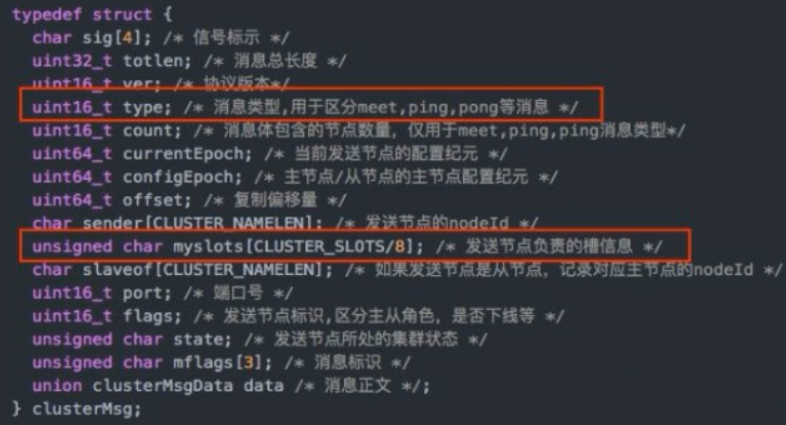 typedef struct {
char sig[4]; /* 信号标示 */
uint32_t totlen; /* 消息总长度 */
uint16_t ver; /* 协议版本*/
uint16_t type; /* 消息类型,用于区分meet,ping,pong等消息 */
uint16_t count; /* 消息体包含的节点数量，仅用于meet,ping,ping消息类型*/
uint64_t currentEpoch; /* 当前发送节点的配置纪元 */
uint64_t configEpoch; /* 主节点/从节点的主节点配置纪元 */
uint64_t offset; /* 复制偏移量 */
char sender[CLUSTER_NAMELEN]; /* 发送节点的nodeId */
unsigned char myslots[CLUSTER_SLOTS/8]; /* 发送节点负责的槽信息 */
char slaveof[CLUSTER_NAMELEN]; /* 如果发送节点是从节点，记录对应主节点的nodeId */
uint16_t port; /* 端口号 */
uint16_t flags; /* 发送节点标识,区分主从角色，是否下线等 */
unsigned char state; /* 发送节点所处的集群状态 */
unsigned char mflags[3]; /* 消息标识 */
union clusterMsgData data /* 消息正文 */;
} clusterMsg;